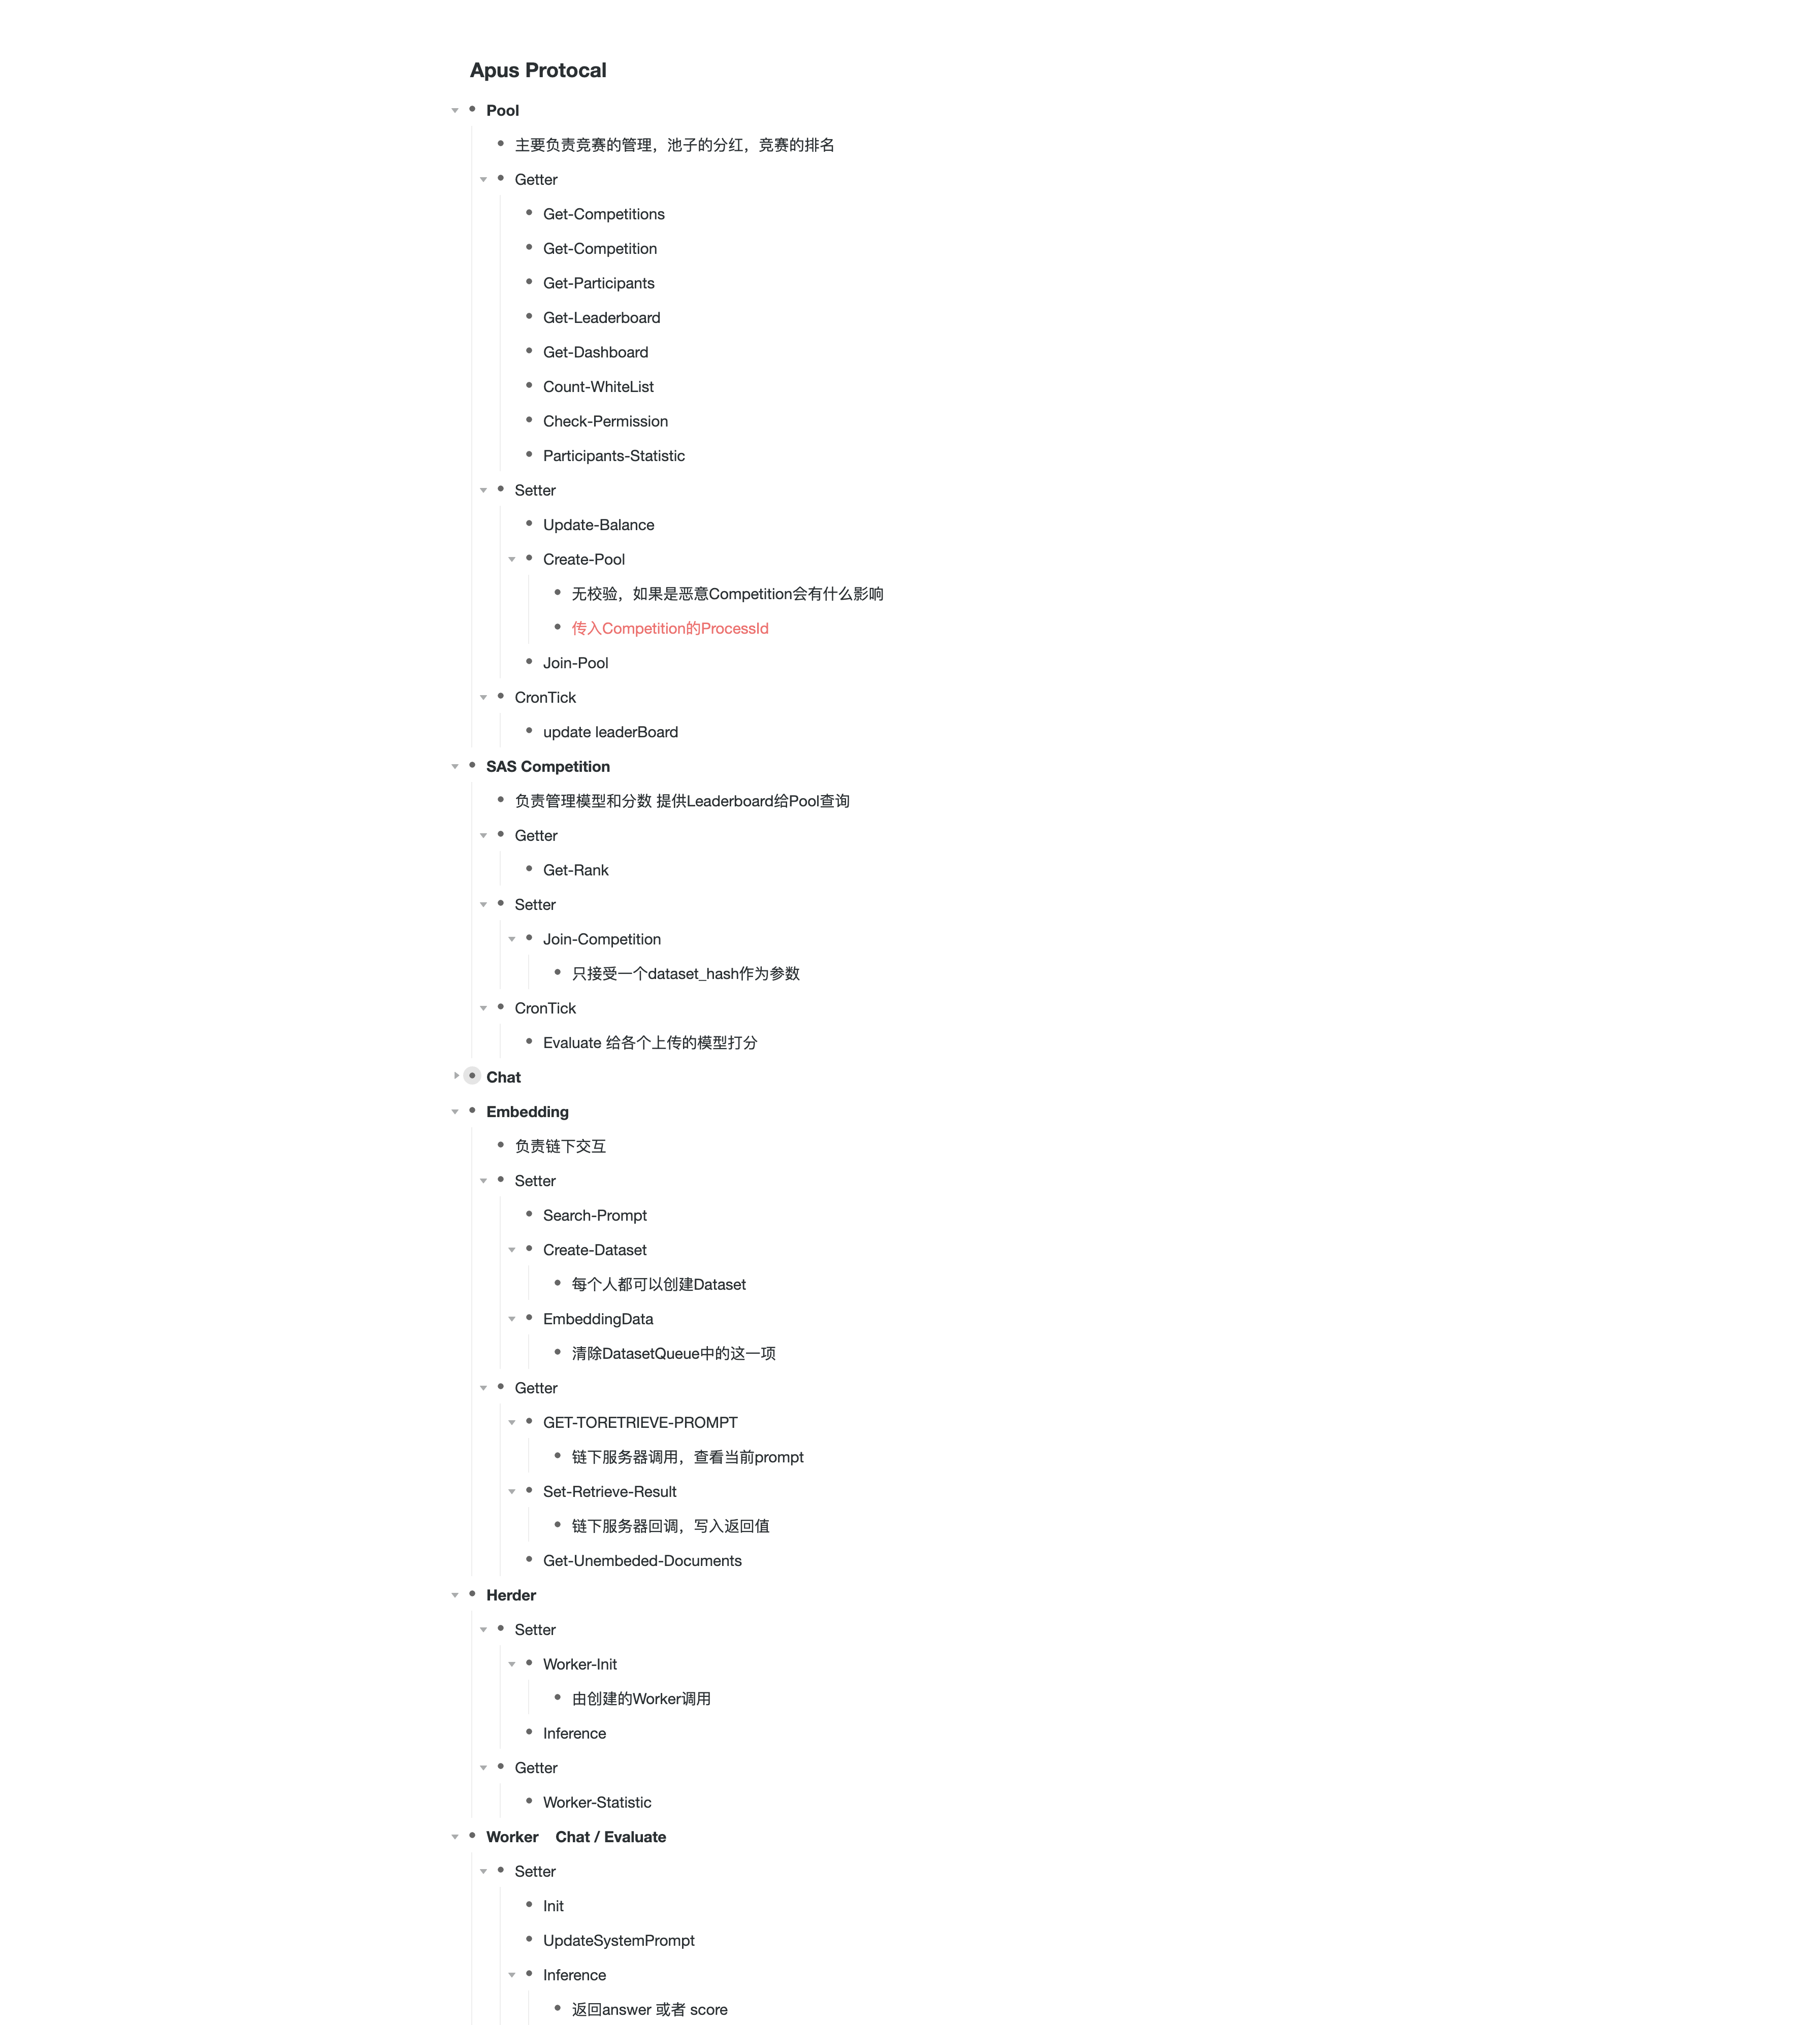 Apus Protocal
Pool
主要负责竞赛的管理，池子的分红，竞赛的排名
Getter
Get-Competitions
Get-Competition
Get-Participants
Get-Leaderboard
Get-Dashboard
Count-WhiteList
Check-Permission
Participants-Statistic
Setter
Update-Balance
Create-Pool
无校验，如果是恶意Competition会有什么影响
传入Competition的ProcessId
Join-Pool
CronTick
update leaderBoard
SAS Competition
负责管理模型和分数 提供Leaderboard给Pool查询
Getter
Get-Rank
Setter
Join-Competition
只接受一个dataset_hash作为参数
CronTick
Evaluate 给各个上传的模型打分
Chat
Embedding
负责链下交互
Setter
Search-Prompt
Create-Dataset
每个人都可以创建Dataset
EmbeddingData
清除DatasetQueue中的这一项
Getter
GET-TORETRIEVE-PROMPT
链下服务器调用，查看当前prompt
Set-Retrieve-Result
链下服务器回调，写入返回值
Get-Unembeded-Documents
Herder
Setter
Worker-Init
由创建的Worker调用
Inference
Getter
Worker-Statistic
Worker Chat / Evaluate
Setter
Init
UpdateSystemPrompt
Inference
返回answer 或者 score